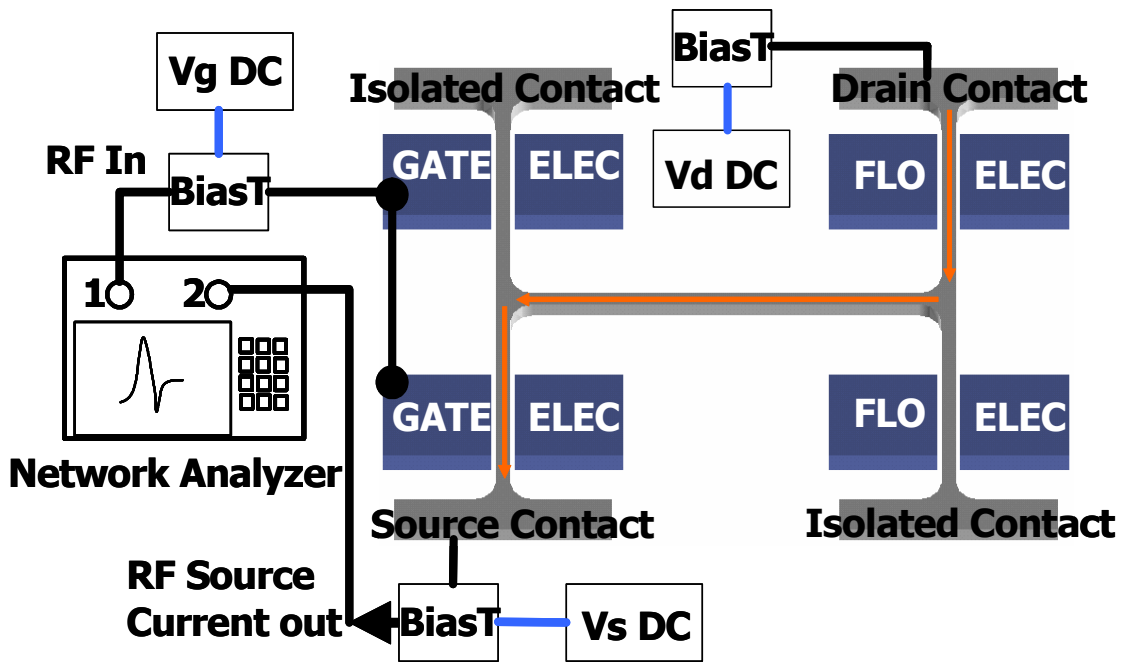 Vg DC
BiasT
Isolated Contact
Drain Contact
RF In
BiasT
GATE ELEC
Vd DC
FLO ELEC
1 2
GATE ELEC
FLO ELEC
Network Analyzer
Source Contact
Isolated Contact
RF Source
Current out
BiasT
Vs DC